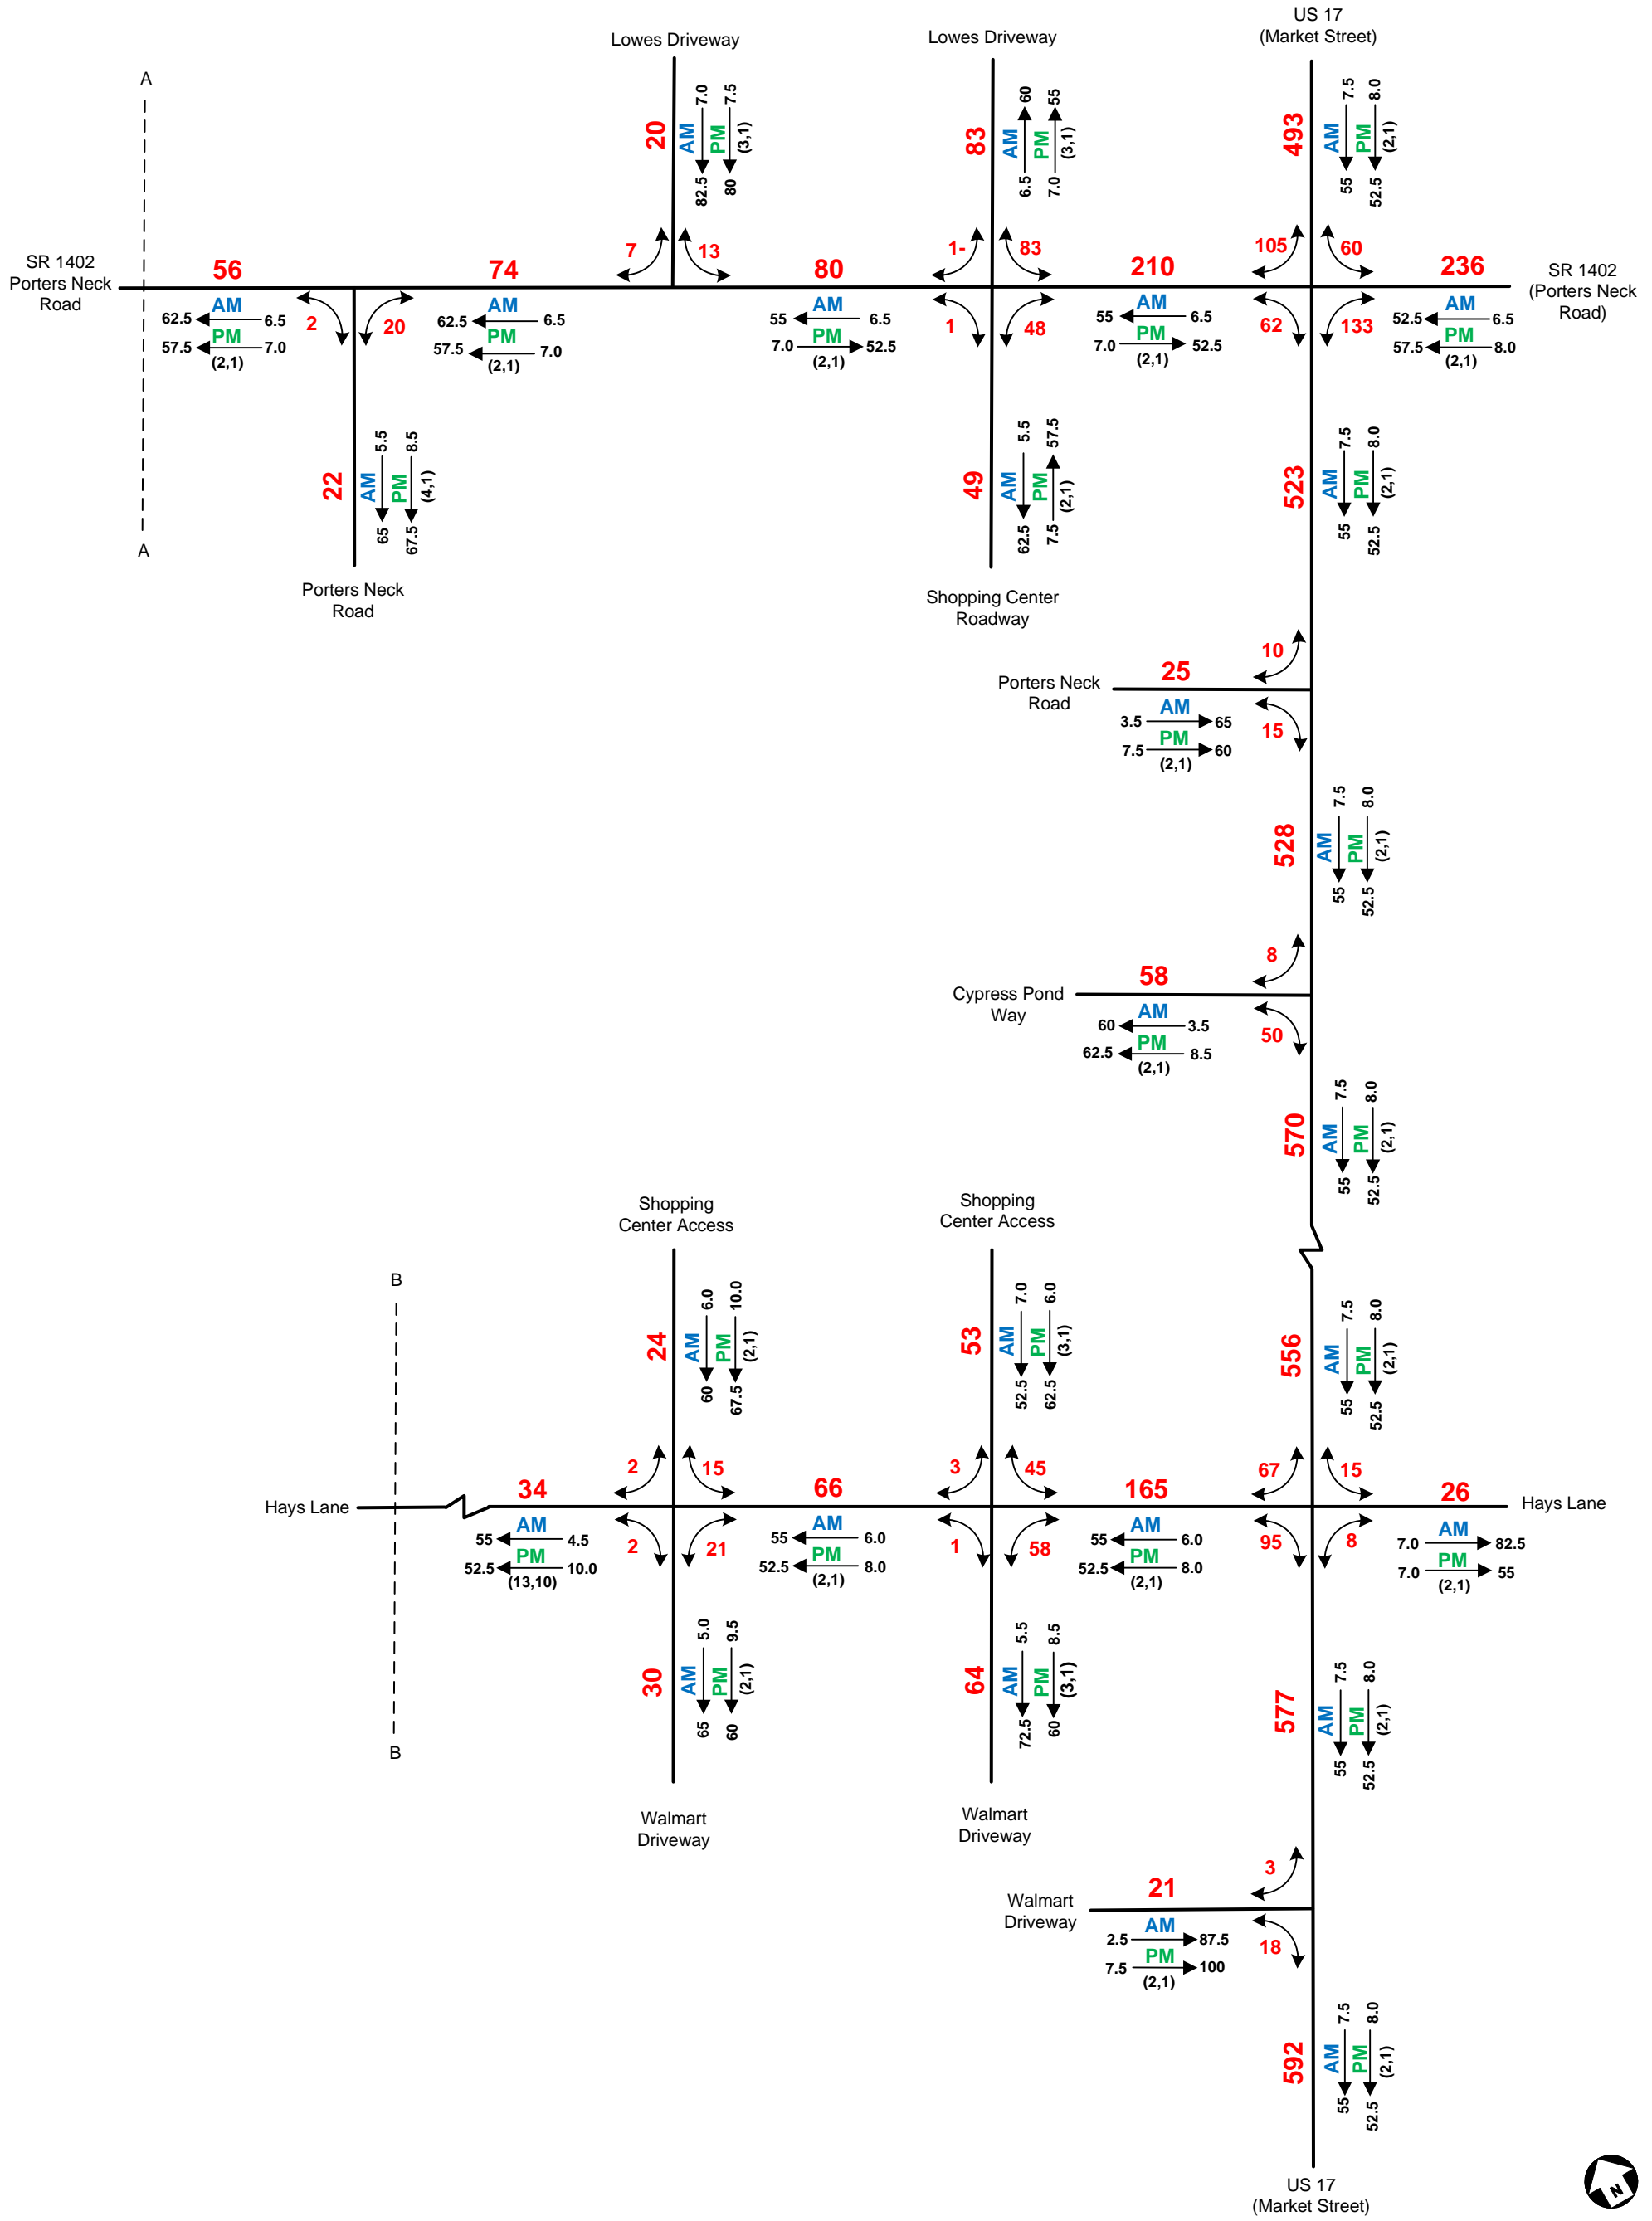 US 17
(Market Street)
Lowes Driveway
Lowes Driveway
A
20
AM
7.0
82.5
PM
7.5
80
(3,1)
83
AM
60
6.5
PM
55
7.0
(3,1)
493
AM
7.5
55
PM
8.0
52.5
(2,1)
SR 1402
Porters Neck
Road
56
74
7
13
80
1-
83
210
105
60
236
SR 1402
(Porters Neck
Road)
AM
62.5
6.5
PM
57.5
7.0
(2,1)
2
20
AM
62.5
6.5
PM
57.5
7.0
(2,1)
AM
55
6.5
PM
7.0
52.5
(2,1)
1
48
AM
55
6.5
PM
7.0
52.5
(2,1)
62
133
AM
52.5
6.5
PM
57.5
8.0
(2,1)
22
AM
5.5
65
PM
8.5
67.5
(4,1)
49
AM
5.5
62.5
PM
57.5
7.5
(2,1)
523
AM
7.5
55
PM
8.0
52.5
(2,1)
A
Porters Neck
Road
Shopping Center
Roadway
10
25
Porters Neck
Road
AM
3.5
65
PM
7.5
60
(2,1)
15
528
AM
7.5
55
PM
8.0
52.5
(2,1)
8
58
Cypress Pond
Way
AM
60
3.5
PM
62.5
8.5
(2,1)
50
570
AM
7.5
55
PM
8.0
52.5
(2,1)
Shopping
Center Access
Shopping
Center Access
B
24
AM
6.0
60
PM
10.0
67.5
(2,1)
53
AM
7.0
52.5
PM
6.0
62.5
(3,1)
556
AM
7.5
55
PM
8.0
52.5
(2,1)
2
15
3
45
67
15
Hays Lane
34
66
165
26
Hays Lane
AM
55
4.5
PM
52.5
10.0
(13,10)
2
21
AM
55
6.0
PM
52.5
8.0
(2,1)
1
58
AM
55
6.0
PM
52.5
8.0
(2,1)
95
8
AM
7.0
82.5
PM
7.0
55
(2,1)
30
AM
5.0
65
PM
9.5
60
(2,1)
64
AM
5.5
72.5
PM
8.5
60
(3,1)
577
AM
7.5
55
PM
8.0
52.5
(2,1)
B
Walmart
Driveway
Walmart
Driveway
3
21
Walmart
Driveway
AM
2.5
87.5
PM
7.5
100
(2,1)
18
592
AM
7.5
55
PM
8.0
52.5
(2,1)
US 17
(Market Street)
N